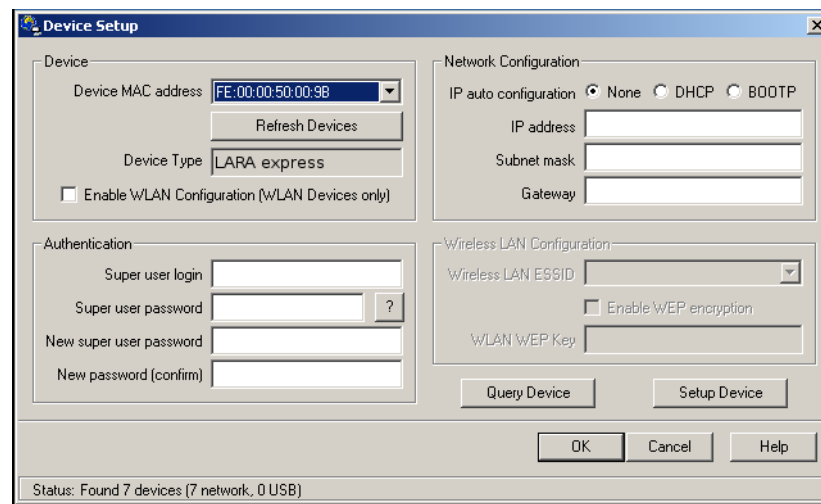 Device Setup
Device
Device MAC address FE:00:00:50:00:9B
Refresh Devices
Device Type LARA express
Enable WLAN Configuration (WLAN Devices only)
Network Configuration
IP auto configuration None DHCP BOOTP
IP address
Subnet mask
Gateway
Authentication
Super user login
Super user password ?
New super user password
New password (confirm)
Wireless LAN Configuration
Wireless LAN ESSID
Enable WEP encryption
WLAN WEP Key
Query Device Setup Device
OK Cancel Help
Status: Found 7 devices (7 network, 0 USB)